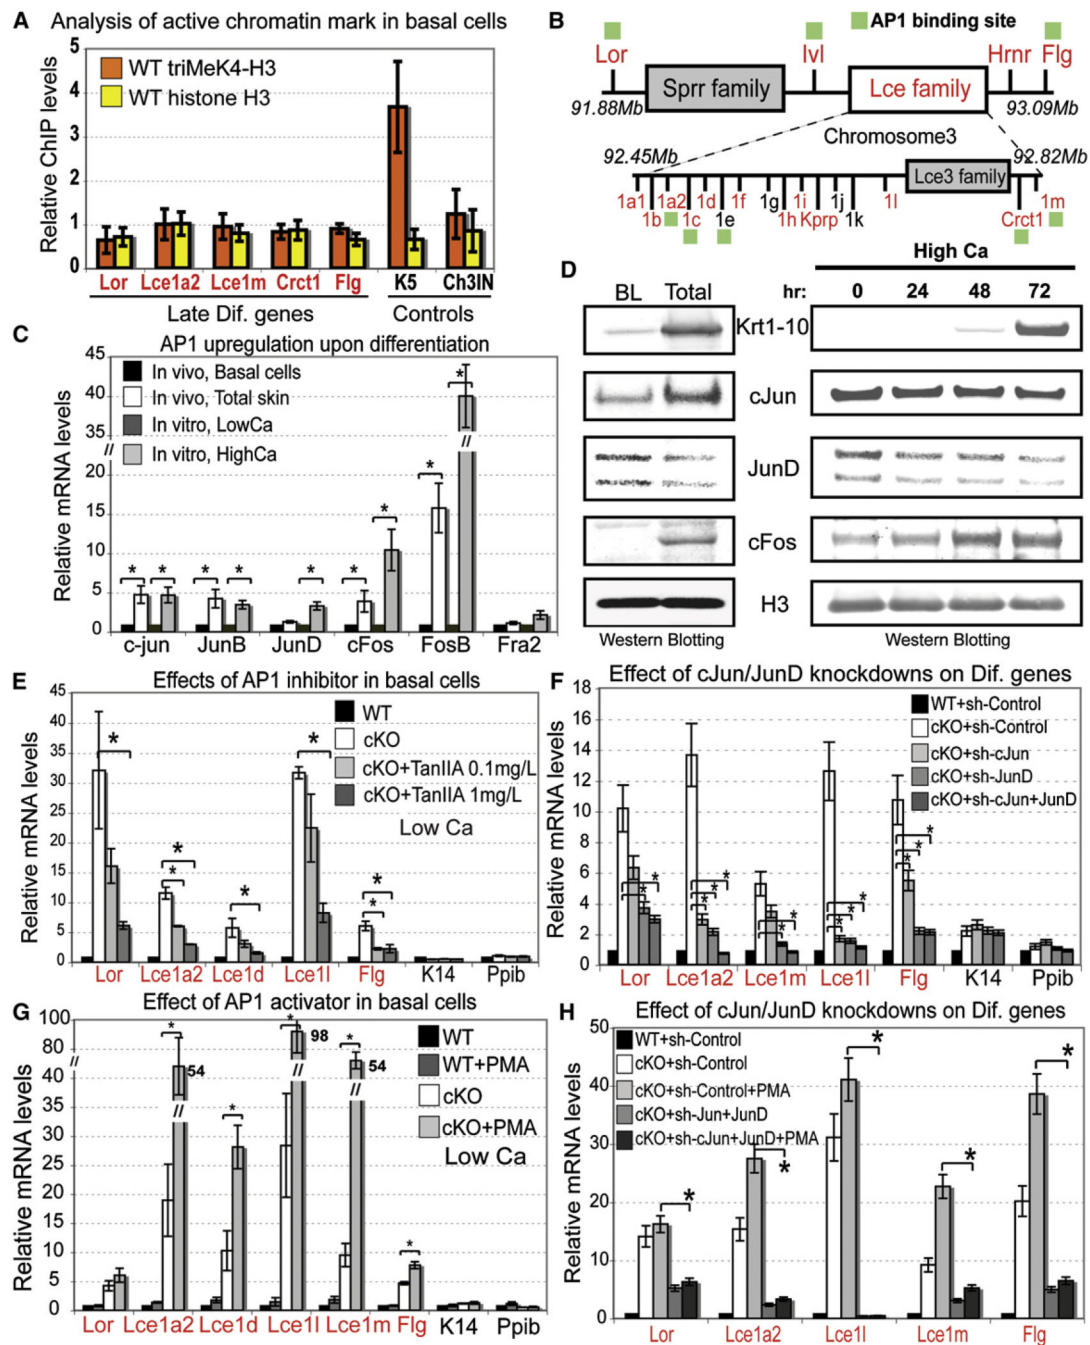 A Analysis of active chromatin mark in basal cells
Relative ChIP levels
5
4
3
2
1
0
WT triMeK4-H3
WT histone H3
Lor Lce1a2 Lce1m Crct1 Flg K5 Ch3IN
Late Dif. genes Controls
B AP1 binding site
Lor Ivl Hrnr Flg
Sprr family Lce family
91.88Mb 93.09Mb
Chromosome3
92.45Mb 92.82Mb
Lce3 family
1a1 1a2 1d 1f 1g 1i 1j 1l 1m
1b 1c 1e 1h Kprp 1k Crct1
C AP1 upregulation upon differentiation
Relative mRNA levels
45
40
35
//
20
15
10
5
0
In vivo, Basal cells
In vivo, Total skin
In vitro, LowCa
In vitro, HighCa
* * * * * * * * *
//
c-jun JunB JunD cFos FosB Fra2
D High Ca
BL Total hr: 0 24 48 72
Krt1-10
cJun
JunD
cFos
H3
Western Blotting Western Blotting
E Effects of AP1 inhibitor in basal cells
Relative mRNA levels
45
40
35
30
25
20
15
10
5
0
WT
cKO
cKO+TanIIA 0.1mg/L
cKO+TanIIA 1mg/L
Low Ca
* * * * * * *
Lor Lce1a2 Lce1d Lce1l Flg K14 Ppib
F Effect of cJun/JunD knockdowns on Dif. genes
Relative mRNA levels
18
16
14
12
10
8
6
4
2
0
WT+sh-Control
cKO+sh-Control
cKO+sh-cJun
cKO+sh-JunD
cKO+sh-cJun+JunD
* * * * * * * * * * * * *
Lor Lce1a2 Lce1m Lce1l Flg K14 Ppib
G Effect of AP1 activator in basal cells
Relative mRNA levels
100
80
//
40
35
30
25
20
15
10
5
0
WT
WT+PMA
cKO
cKO+PMA
Low Ca
* * * * *
54 98 54
// // //
Lor Lce1a2 Lce1d Lce1l Lce1m Flg K14 Ppib
H Effect of cJun/JunD knockdowns on Dif. genes
Relative mRNA levels
50
40
30
20
10
0
WT+sh-Control
cKO+sh-Control
cKO+sh-Control+PMA
cKO+sh-Jun+JunD
cKO+sh-cJun+JunD+PMA
* * * * *
Lor Lce1a2 Lce1l Lce1m Flg